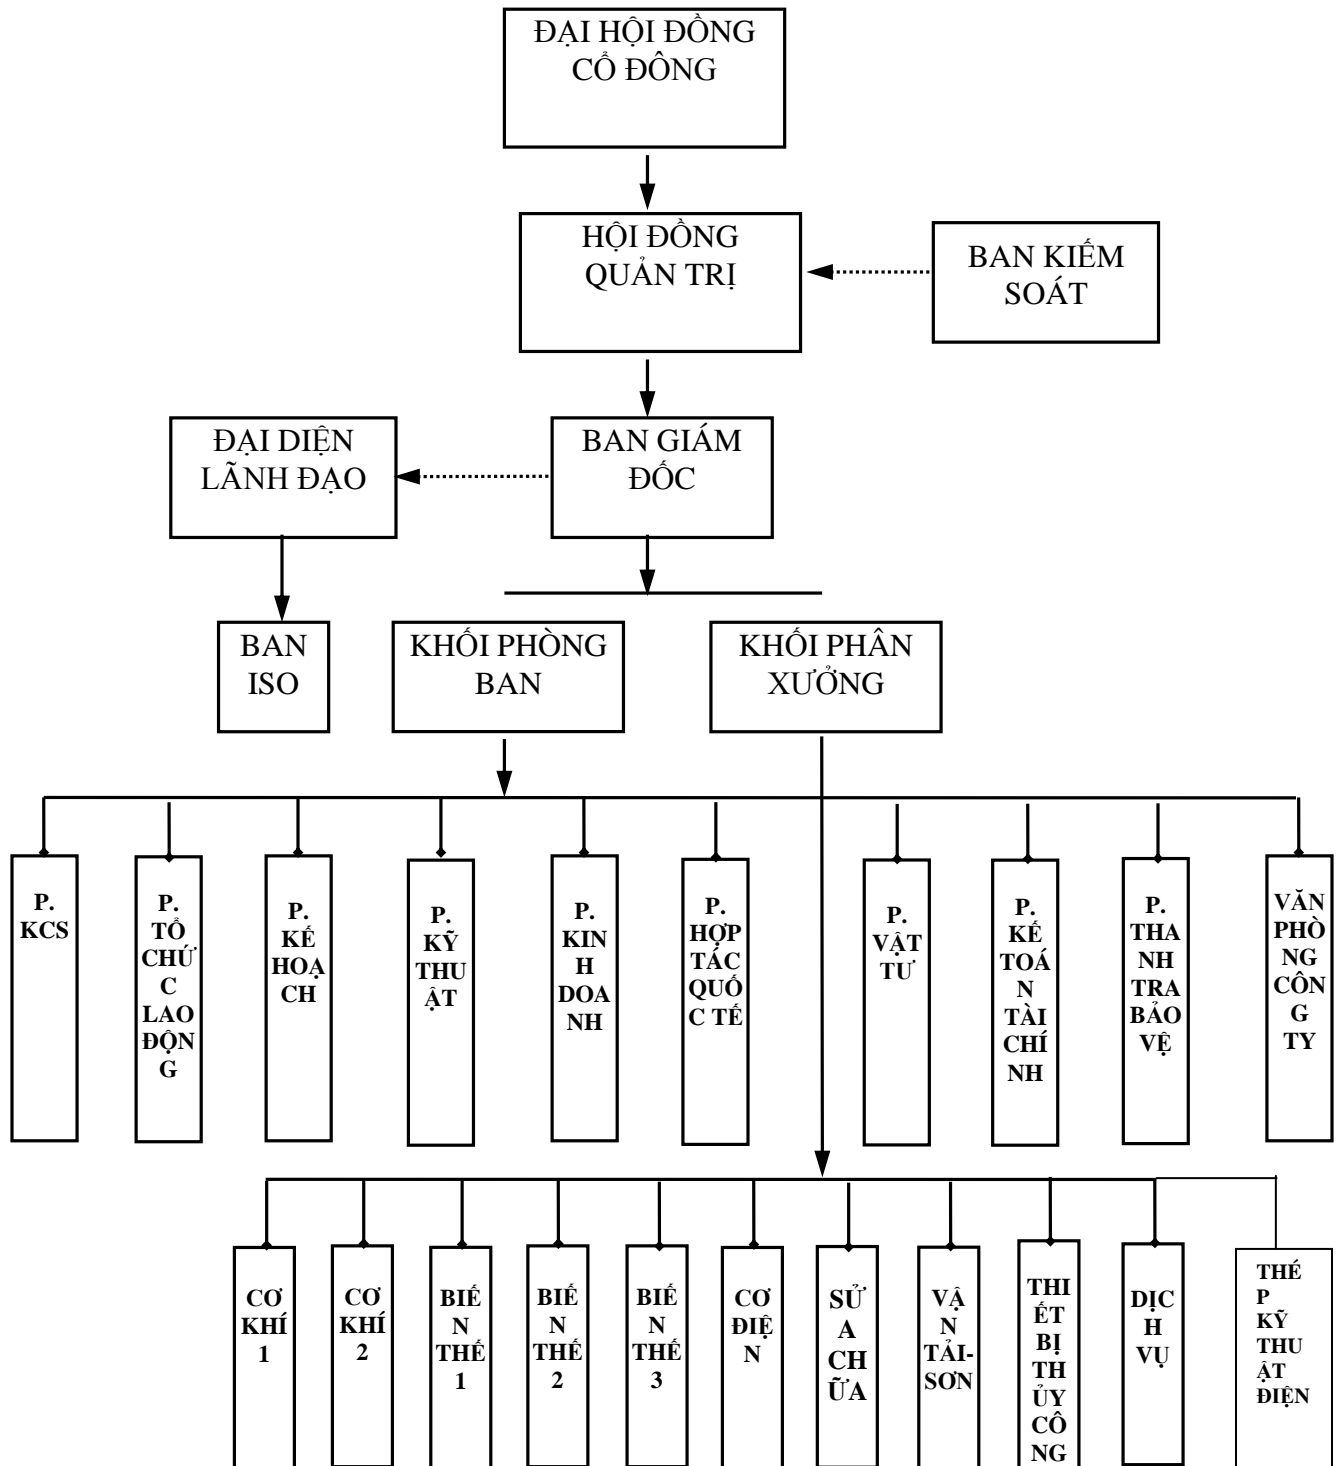 ĐẠI HỘI ĐỒNG
CỔ ĐÔNG
HỘI ĐỒNG
QUẢN TRỊ
BAN KIỂM
SOÁT
ĐẠI DIỆN
LÃNH ĐẠO
BAN GIÁM
ĐỐC
BAN
ISO
KHỐI PHÒNG
BAN
KHỐI PHÂN
XƯỞNG
P.
KCS
P.
TỔ
CHỨ
C
LAO
ĐỘN
G
P.
KẾ
HOẠ
CH
P.
KỸ
THU
ẬT
P.
KIN
H
DOA
NH
P.
HỢP
TÁC
QUỐ
C TẾ
P.
VẬT
TƯ
P.
KẾ
TOÁ
N
TÀI
CHÍ
NH
P.
THA
NH
TRA
BẢO
VỆ
VĂN
PHÒ
NG
CÔN
G
TY
CƠ
KHÍ
1
CƠ
KHÍ
2
BIẾ
N
THẾ
1
BIẾ
N
THẾ
2
BIẾ
N
THẾ
3
CƠ
ĐIỆ
N
SỬ
A
CH
ỮA
VẬ
N
TẢI-
SƠN
THI
ẾT
BỊ
TH
ỦY
CÔ
NG
DỊC
H
VỤ
THÉ
P
KỸ
THU
ẬT
ĐIỆN